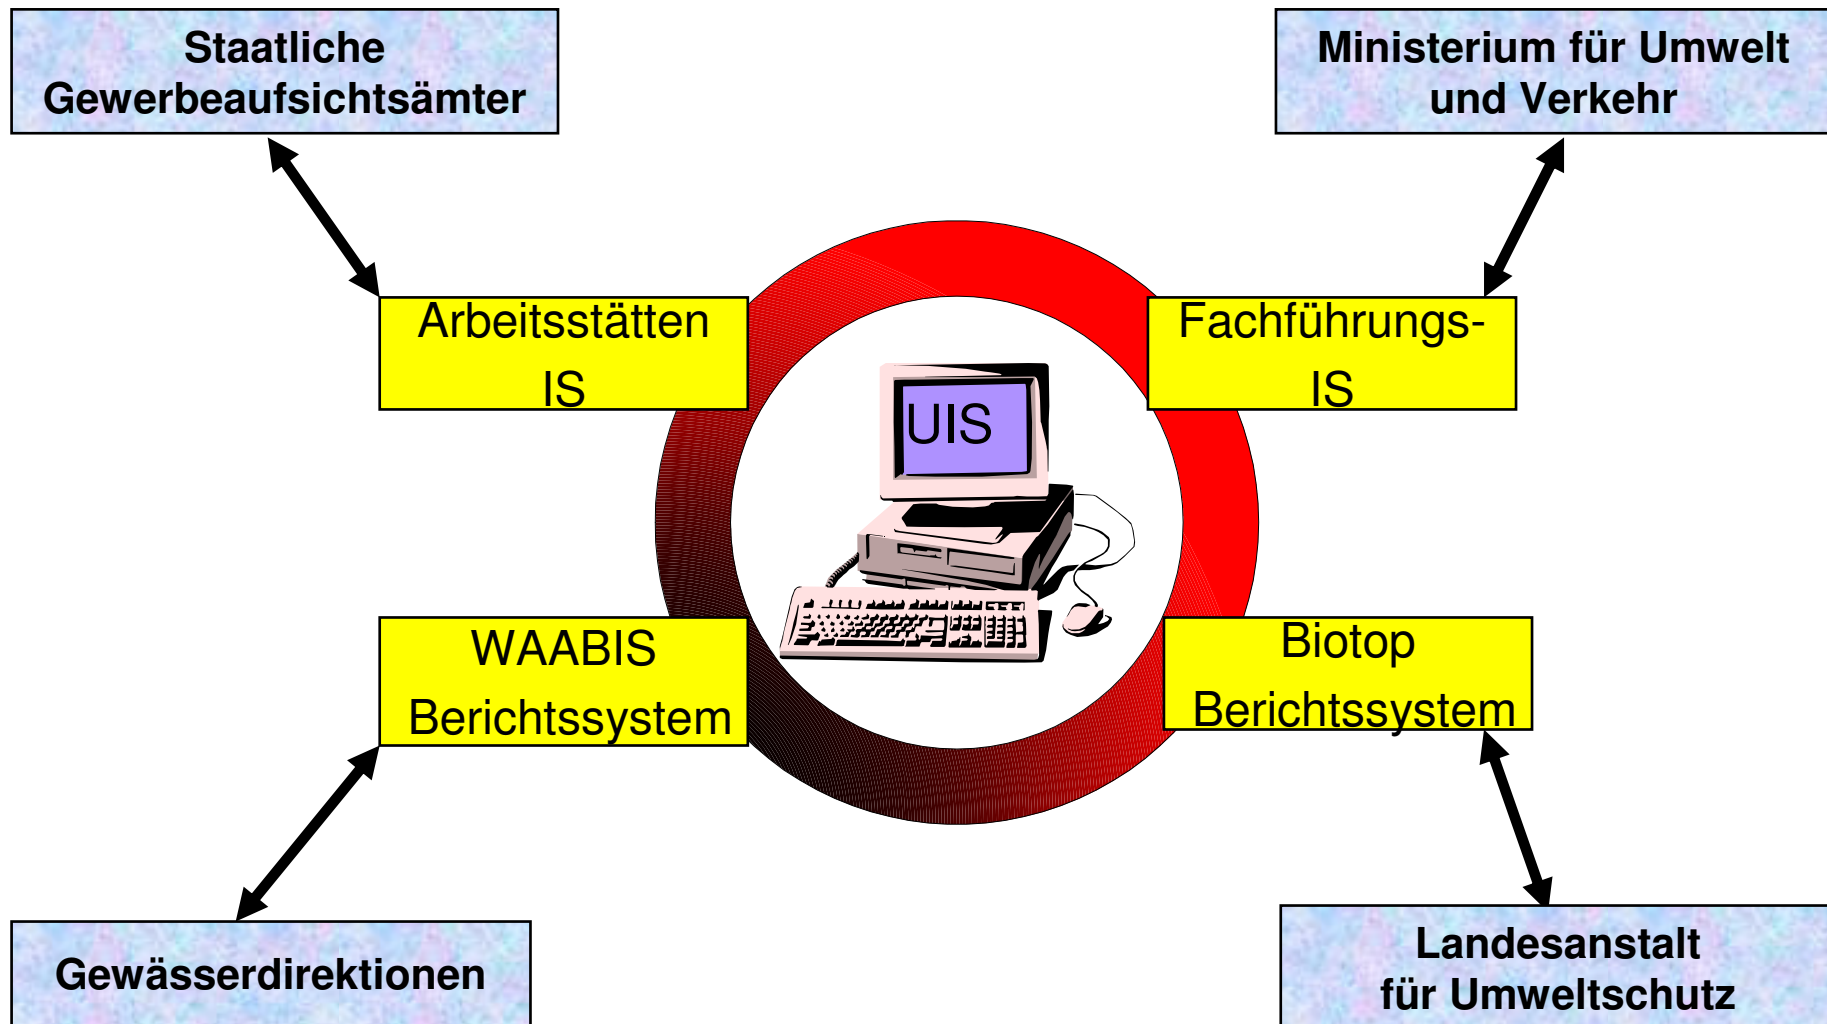 Staatliche
Gewerbeaufsichtsämter
Ministerium für Umwelt
und Verkehr
Arbeitsstätten
IS
Fachführungs-
IS
UIS
WAABIS
Berichtssystem
Biotop
Berichtssystem
Gewässerdirektionen
Landesanstalt
für Umweltschutz